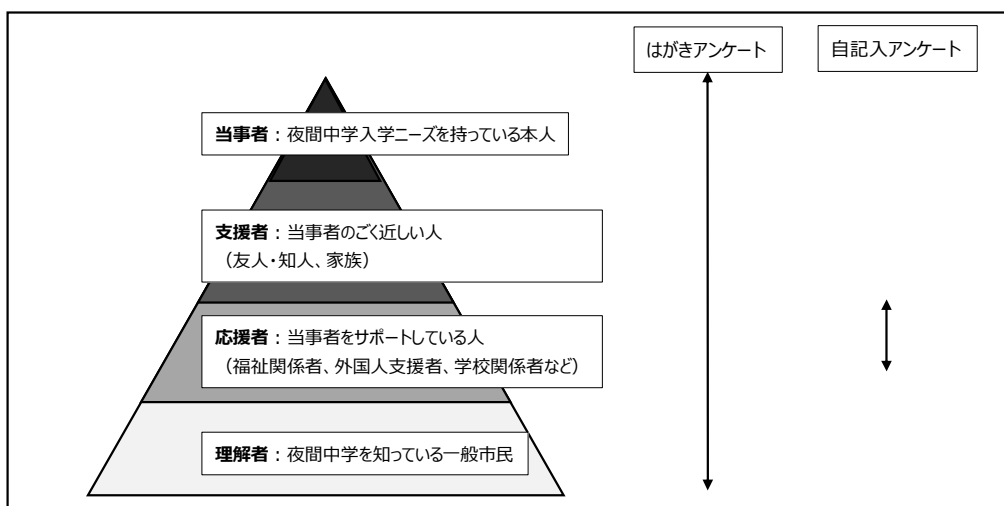 はがきアンケート
自記入アンケート
当事者：夜間中学入学ニーズを持っている本人
支援者：当事者のごく近しい人
（友人・知人、家族）
応援者：当事者をサポートしている人
（福祉関係者、外国人支援者、学校関係者など）
理解者：夜間中学を知っている一般市民